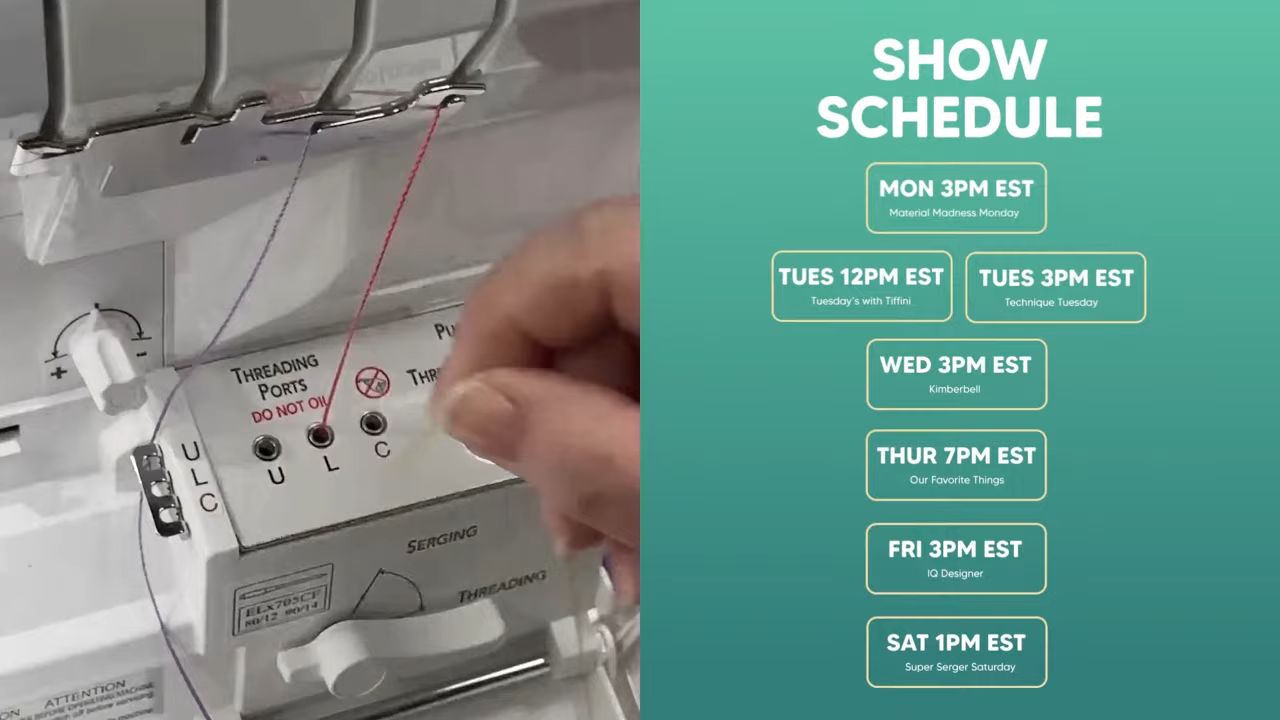 +
-
THREADING
PORTS
DO NOT OIL
U
L
C
U
L
C
SERGING
THREADING
ELx705CF
80/12 90/14
ATTENTION
SHOW
SCHEDULE
MON 3PM EST
Material Madness Monday
TUES 12PM EST
Tuesday's with Tiffini
TUES 3PM EST
Technique Tuesday
WED 3PM EST
Kimberbell
THUR 7PM EST
Our Favorite Things
FRI 3PM EST
IQ Designer
SAT 1PM EST
Super Serger Saturday